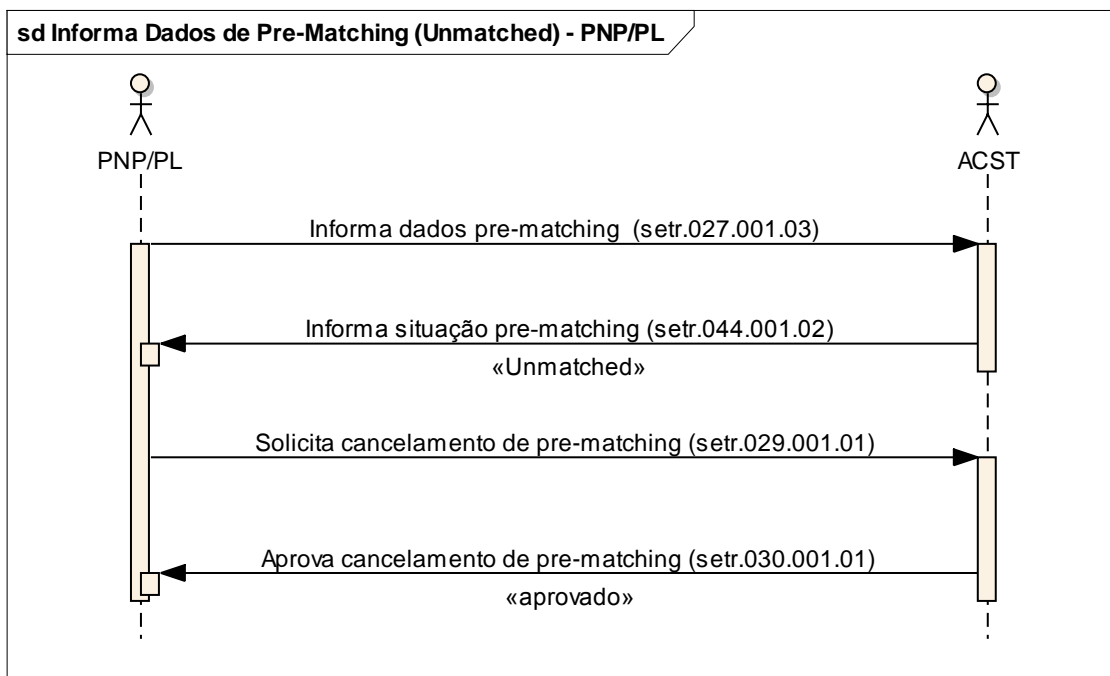 sd Informa Dados de Pre-Matching (Unmatched) - PNP/PL
PNP/PL
ACST
Informa dados pre-matching (setr.027.001.03)
Informa situação pre-matching (setr.044.001.02)
«Unmatched»
Solicita cancelamento de pre-matching (setr.029.001.01)
Aprova cancelamento de pre-matching (setr.030.001.01)
«aprovado»